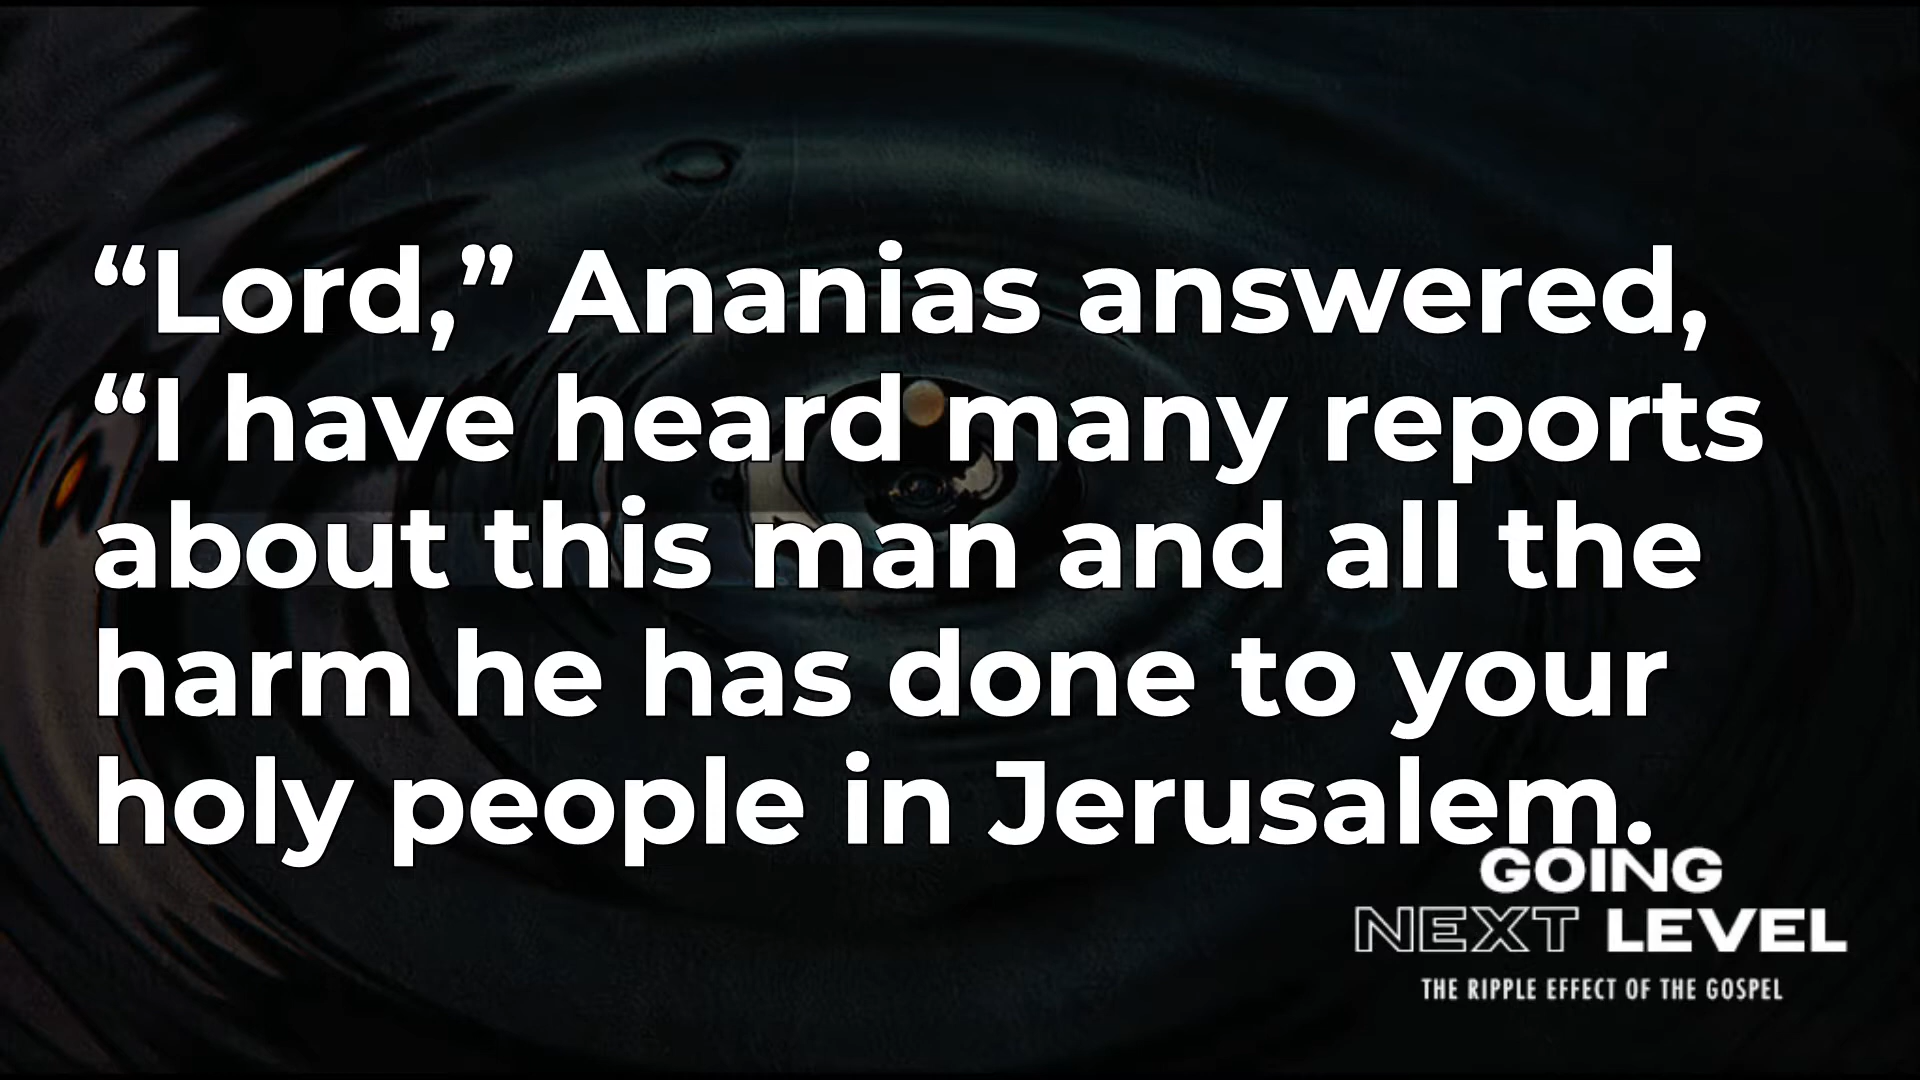 “Lord,” Ananias answered,
“I have heard many reports
about this man and all the
harm he has done to your
holy people in Jerusalem.
GOING
NEXT LEVEL
THE RIPPLE EFFECT OF THE GOSPEL